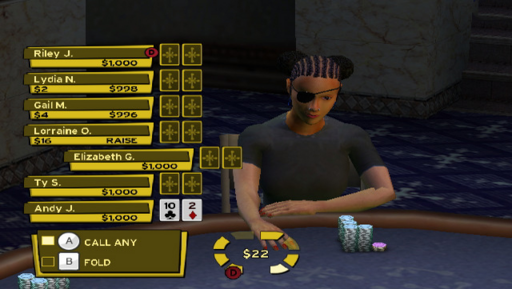 Riley J.
D
$1,000
Lydia N.
$2 $998
Gail M.
$4 $996
Lorraine O.
$16 RAISE
Elizabeth G.
$1,000
Ty S.
$1,000
Andy J.
$1,000
10 2
A CALL ANY
B FOLD
$22
D